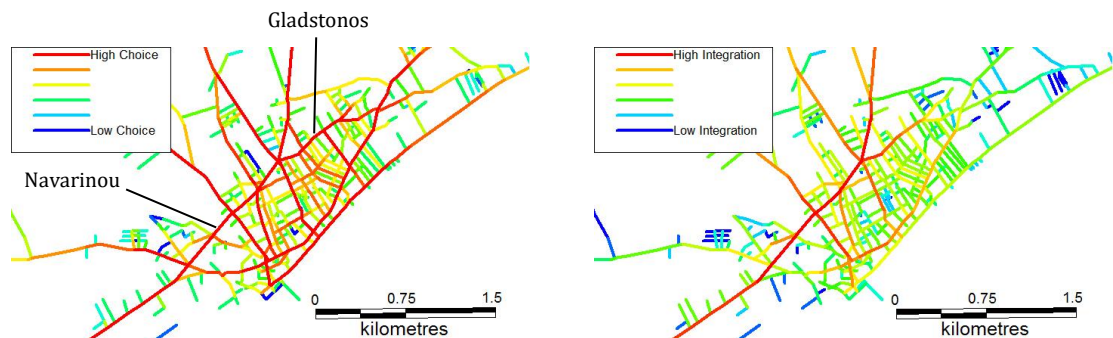 Gladstonos
High Choice
Low Choice
Navarinou
0 0.75 1.5
kilometres
High Integration
Low Integration
0 0.75 1.5
kilometres